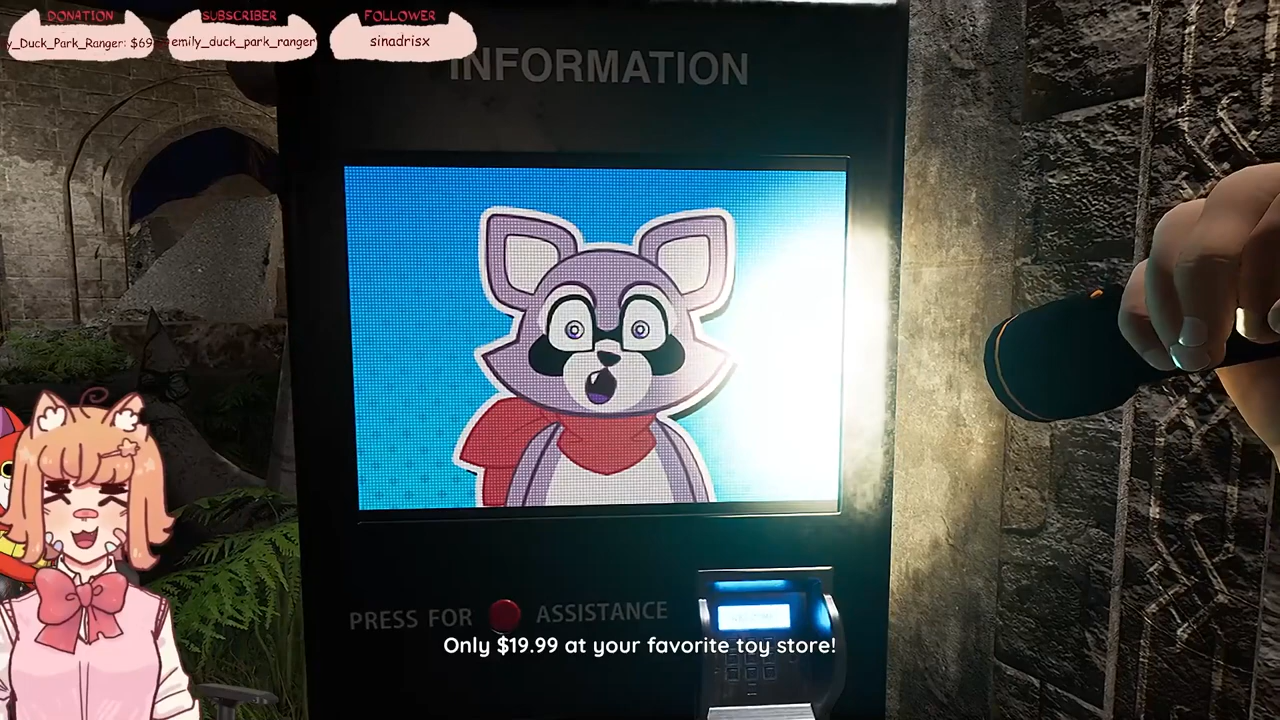 DONATION
SUBSCRIBER
FOLLOWER
y_Duck_Park_Ranger: $69
emily_duck_park_ranger
sinadrisx
INFORMATION
PRESS FOR ASSISTANCE
Only $19.99 at your favorite toy store!